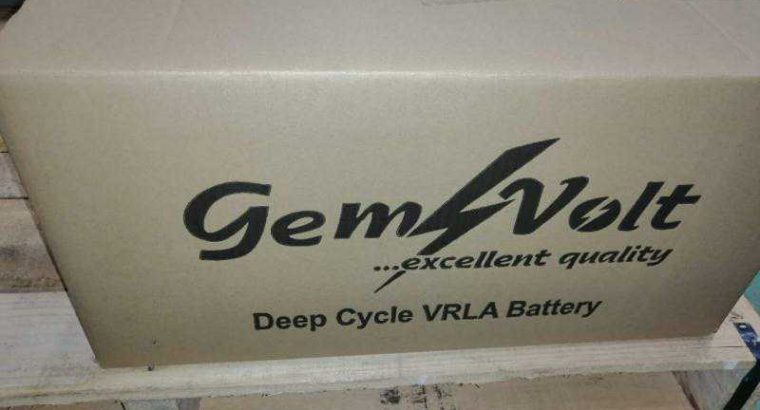 Gem Volt
...excellent quality
Deep Cycle VRLA Battery